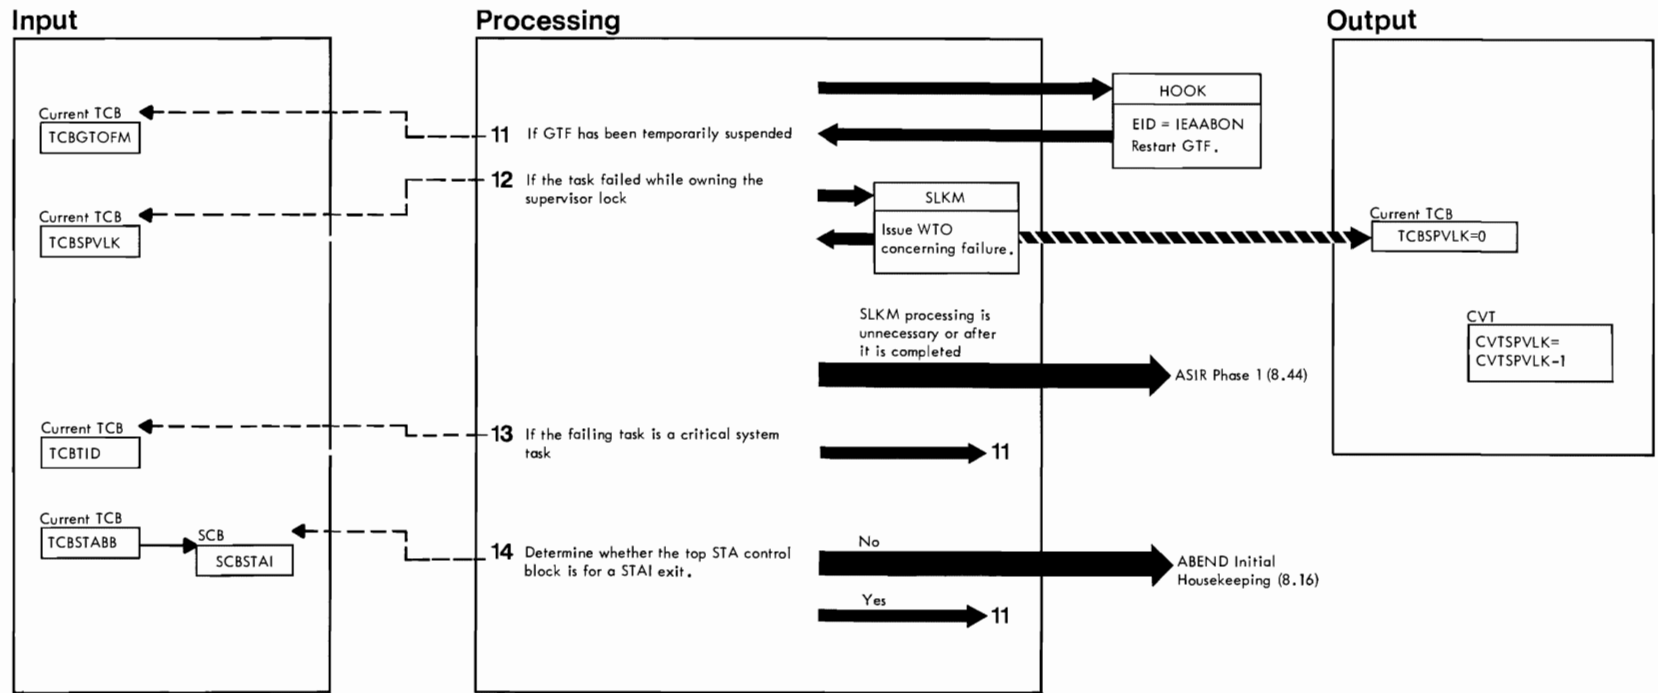 Input
Processing
Output
Current TCB
TCBGTOFM
11 If GTF has been temporarily suspended
HOOK
EID = IEAABON
Restart GTF.
12 If the task failed while owning the
supervisor lock
Current TCB
TCBSPVLK
SLKM
Issue WTO
concerning failure.
Current TCB
TCBSPVLK=0
SLKM processing is
unnecessary or after
it is completed
ASIR Phase 1 (8.44)
CVT
CVTSPVLK=
CVTSPVLK-1
Current TCB
TCBTID
13 If the failing task is a critical system
task
11
Current TCB
TCBSTABB
SCB
SCBSTAI
14 Determine whether the top STA control
block is for a STAI exit.
No
ABEND Initial
Housekeeping (8.16)
Yes
11